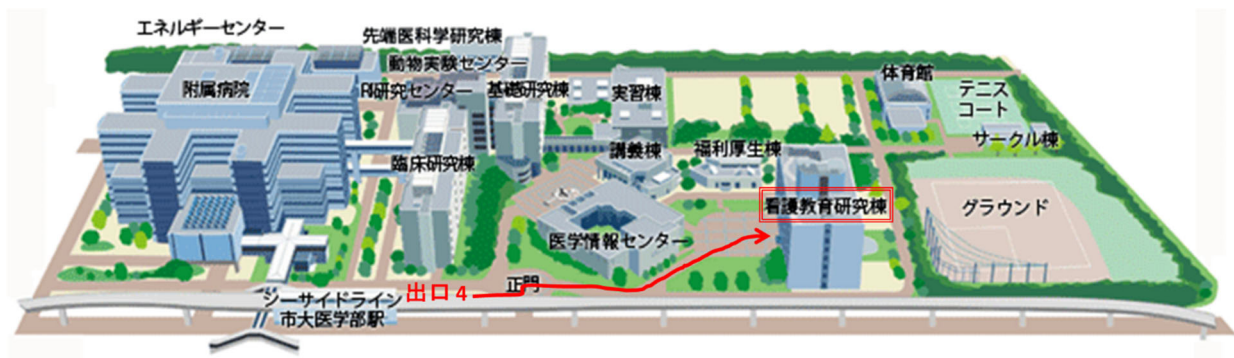 エネルギーセンター
先端医科学研究棟
動物実験センター
附属病院
RI研究センター
基礎研究棟
実習棟
体育館
テニス
コート
サークル棟
臨床研究棟
講義棟
福利厚生棟
看護教育研究棟
グラウンド
医学情報センター
正門
出口4
シーサイドライン
市大医学部駅